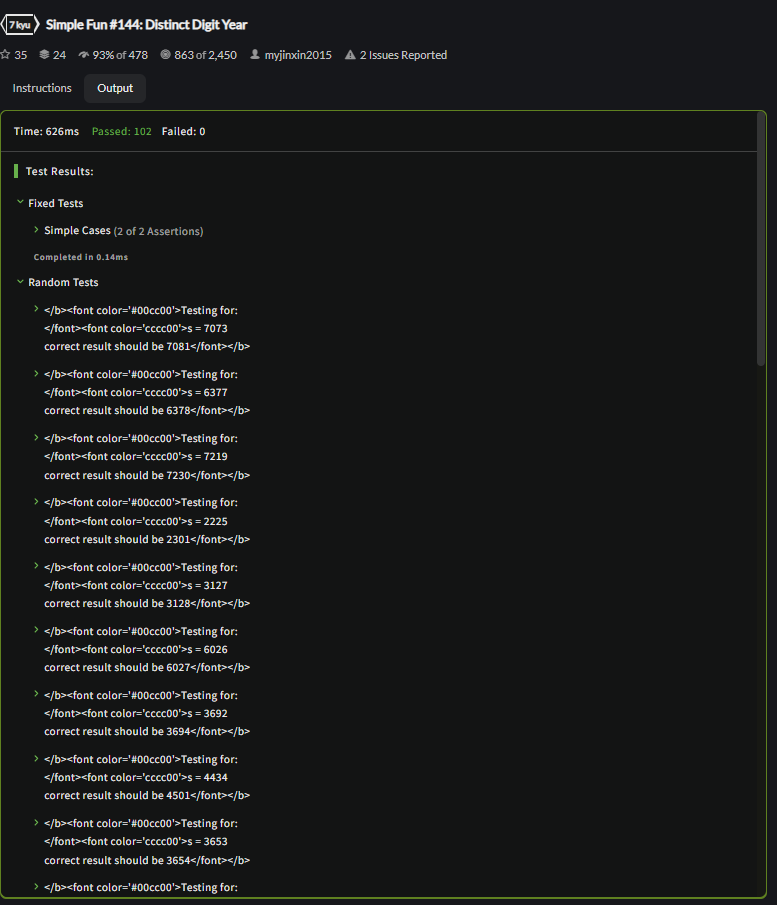 7 kyu Simple Fun #144: Distinct Digit Year
35 24 93% of 478 863 of 2,450 myjinxin2015 2 Issues Reported
Instructions Output
Time: 626ms Passed: 102 Failed: 0
Test Results:
Fixed Tests
Simple Cases (2 of 2 Assertions)
Completed in 0.14ms
Random Tests
</b><font color='#00cc00'>Testing for:
</font><font color='cccc00'>s = 7073
correct result should be 7081</font></b>
</b><font color='#00cc00'>Testing for:
</font><font color='cccc00'>s = 6377
correct result should be 6378</font></b>
</b><font color='#00cc00'>Testing for:
</font><font color='cccc00'>s = 7219
correct result should be 7230</font></b>
</b><font color='#00cc00'>Testing for:
</font><font color='cccc00'>s = 2225
correct result should be 2301</font></b>
</b><font color='#00cc00'>Testing for:
</font><font color='cccc00'>s = 3127
correct result should be 3128</font></b>
</b><font color='#00cc00'>Testing for:
</font><font color='cccc00'>s = 6026
correct result should be 6027</font></b>
</b><font color='#00cc00'>Testing for:
</font><font color='cccc00'>s = 3692
correct result should be 3694</font></b>
</b><font color='#00cc00'>Testing for:
</font><font color='cccc00'>s = 4434
correct result should be 4501</font></b>
</b><font color='#00cc00'>Testing for:
</font><font color='cccc00'>s = 3653
correct result should be 3654</font></b>
</b><font color='#00cc00'>Testing for: